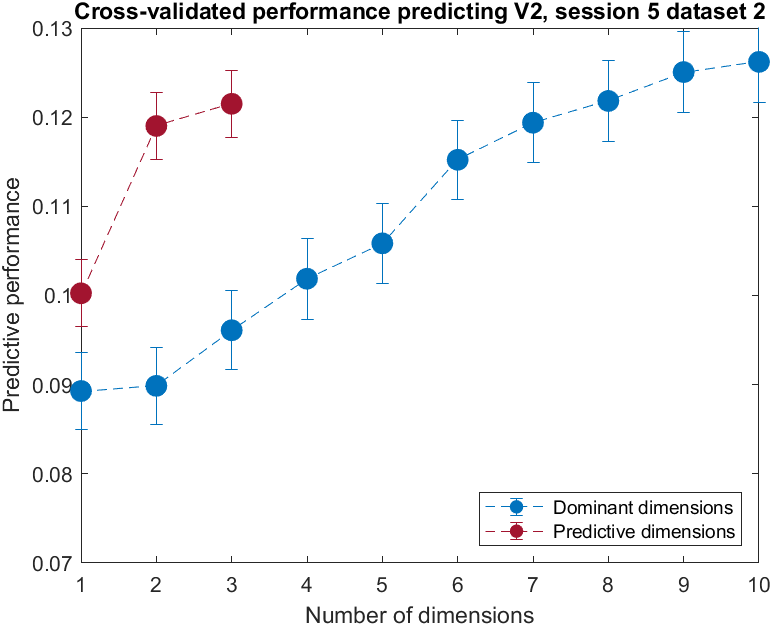 Cross-validated performance predicting V2, session 5 dataset 2
0.13
0.12
0.11
0.1
0.09
0.08
0.07
Predictive performance
1 2 3 4 5 6 7 8 9 10
Number of dimensions
Dominant dimensions
Predictive dimensions